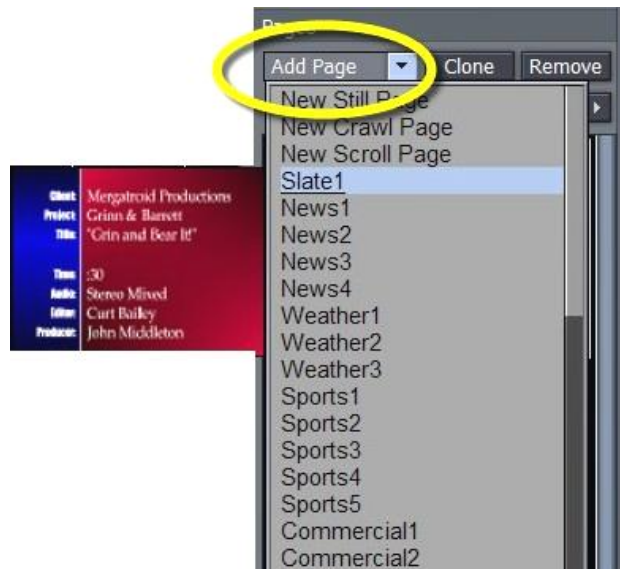 Pages
Add Page Clone Remove
New Still Page
New Crawl Page
New Scroll Page
Slate1
News1
News2
News3
News4
Weather1
Weather2
Weather3
Sports1
Sports2
Sports3
Sports4
Sports5
Commercial1
Commercial2
Client: Mergatroid Productions
Project: Grinn & Barrett
Title: "Grin and Bear It!"
Time: :30
Audio: Stereo Mixed
Editor: Curt Bailey
Producer: John Middleton